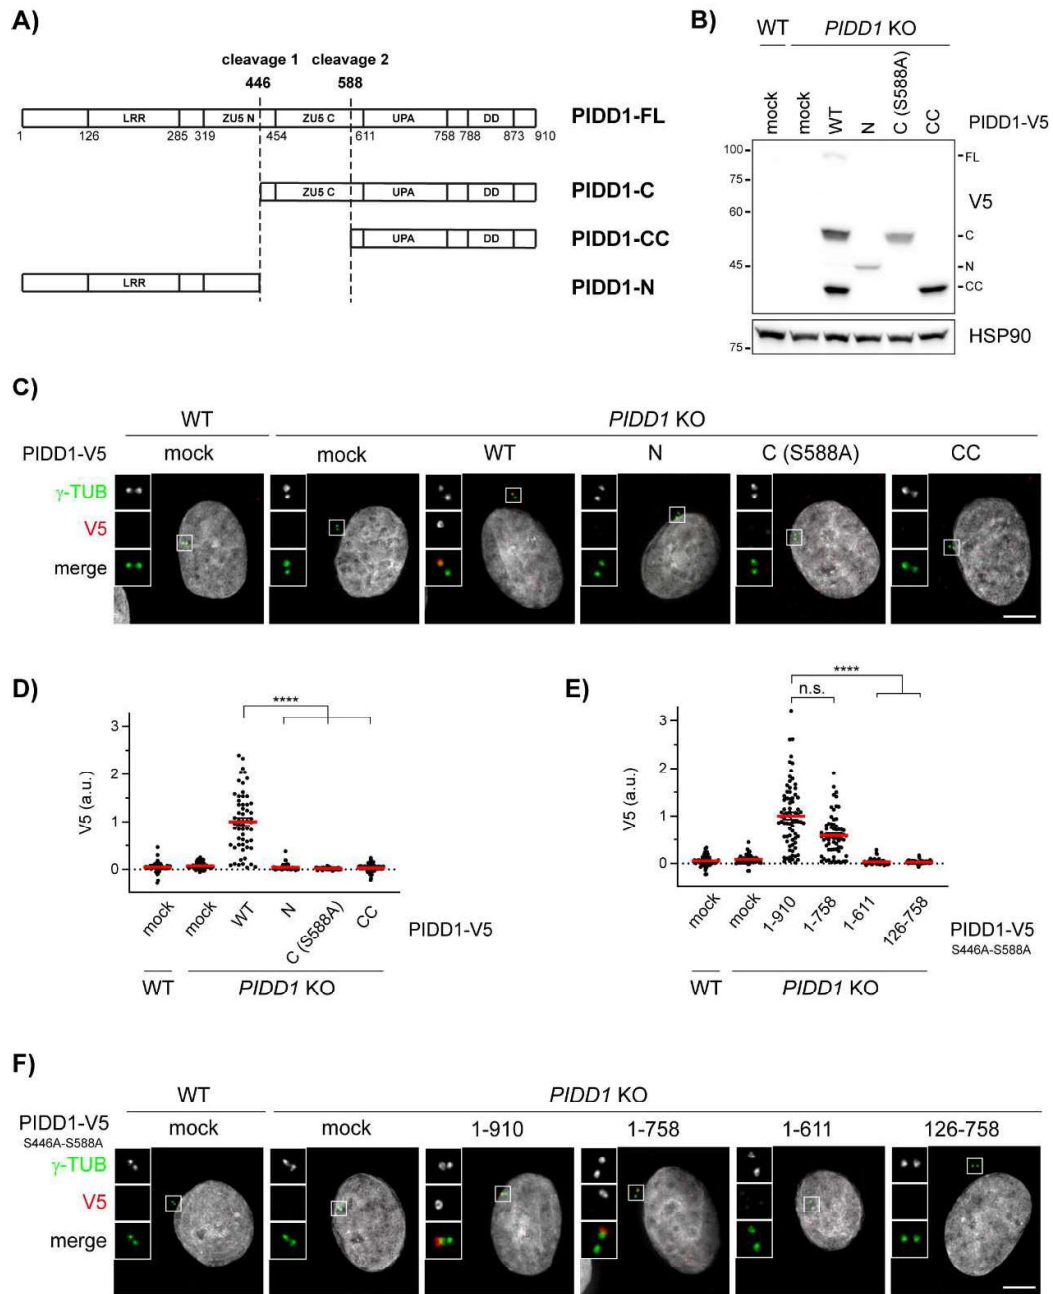 A)
cleavage 1 cleavage 2
446 588
LRR ZU5 N ZU5 C UPA DD PIDD1-FL
1 126 285 319 454 611 758 788 873 910
ZU5 C UPA DD PIDD1-C
UPA DD PIDD1-CC
LRR PIDD1-N
B)
WT PIDD1 KO
mock mock WT N C (S588A) CC PIDD1-V5
100 FL
75
V5
60
C
45 N
CC
75 HSP90
C)
WT PIDD1 KO
PIDD1-V5 mock mock WT N C (S588A) CC
γ-TUB
V5
merge
D)
****
3
2
1
0
V5 (a.u.)
mock mock WT N C (S588A) CC PIDD1-V5
WT PIDD1 KO
E)
****
n.s.
3
2
1
0
V5 (a.u.)
mock mock 1-910 1-758 1-611 126-758 PIDD1-V5
S446A-S588A
WT PIDD1 KO
F)
WT PIDD1 KO
PIDD1-V5 mock mock 1-910 1-758 1-611 126-758
S446A-S588A
γ-TUB
V5
merge